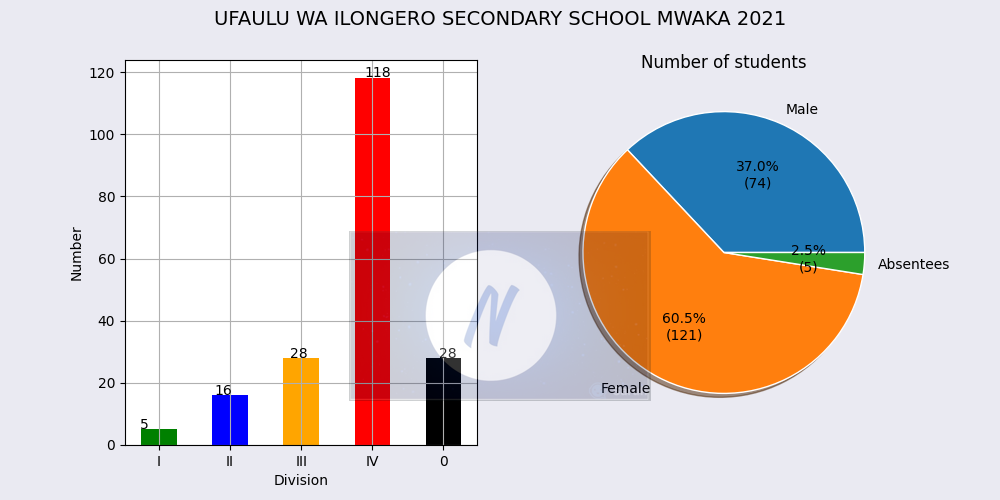 UFAULU WA ILONGERO SECONDARY SCHOOL MWAKA 2021
Number
120
100
80
60
40
20
0
5
16
28
118
28
I II III IV 0
Division
Number of students
Male
37.0%
(74)
2.5%
(5)
Absentees
60.5%
(121)
Female